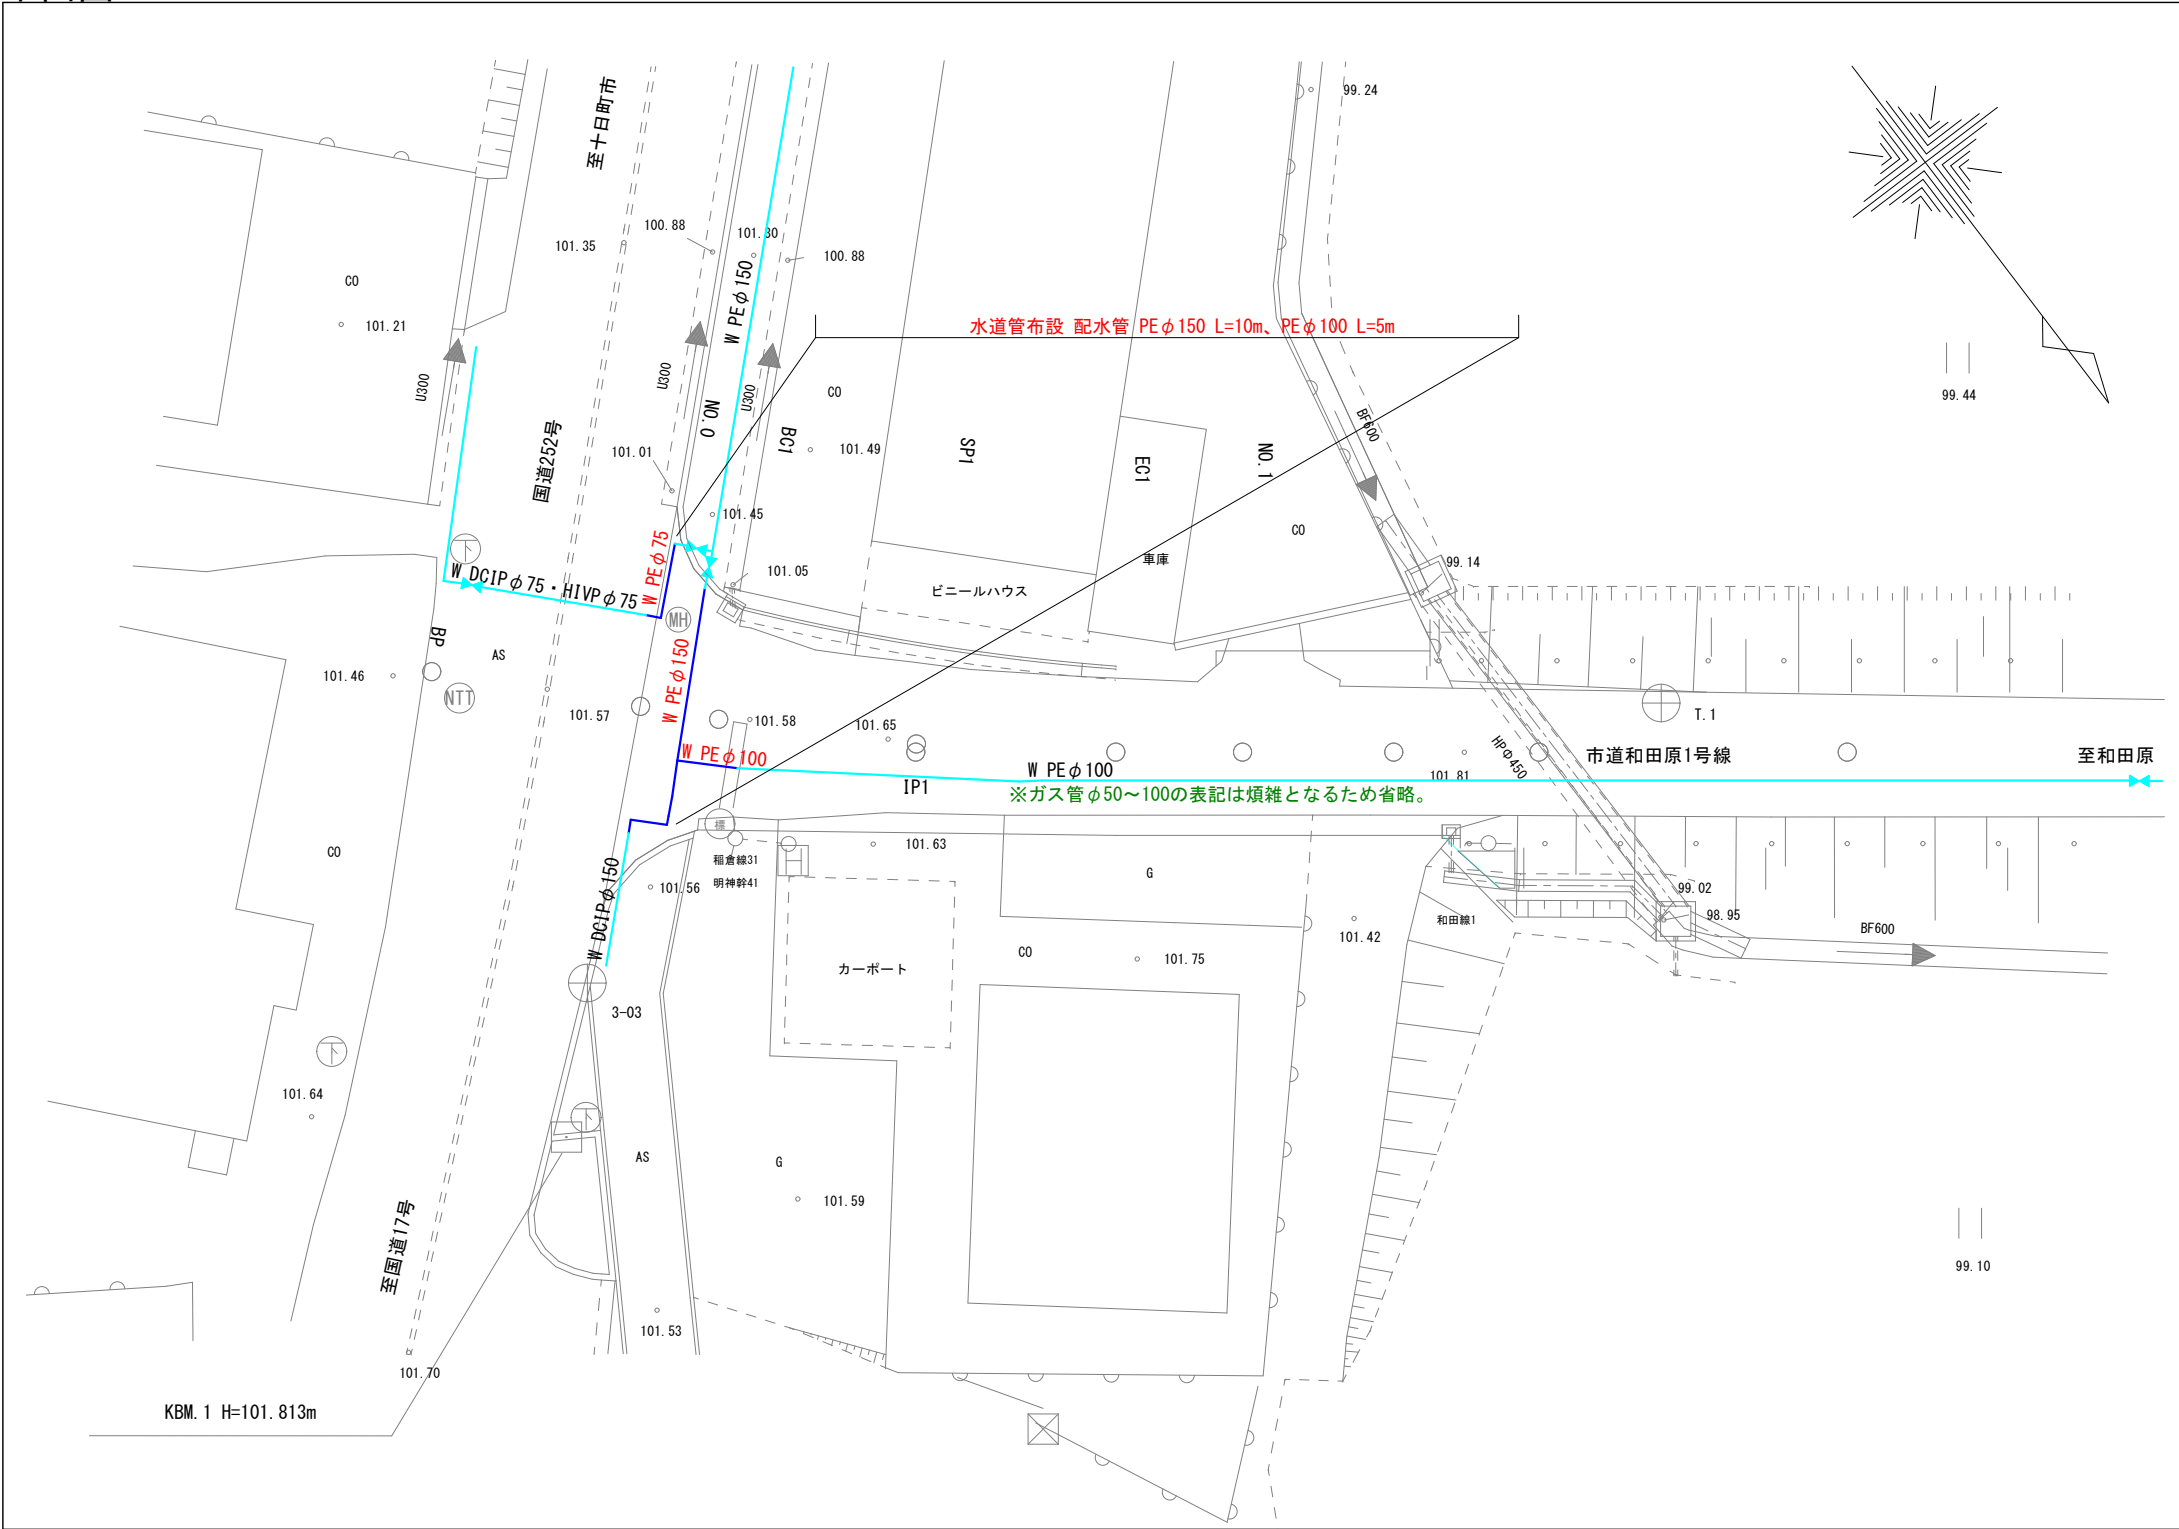 至十日町市
99.24
100.88
101.30
101.35
100.88
CO
101.21
W PEφ150
水道管布設 配水管 PEφ150 L=10m、PEφ100 L=5m
U300
U300
U300
NO.0
BC1
CO
101.49
SP1
EC1
NO.1
BF600
99.44
国道252号
101.01
101.45
CO
W PEφ75
車庫
99.14
101.05
ビニールハウス
W DCIPφ75・HIVPφ75
下
MH
BP
AS
W PEφ150
101.46
NTT
101.57
101.58
101.65
T.1
W PEφ100
W PEφ100
HPΦ450
市道和田原1号線
至和田原
101.81
IP1
※ガス管φ50～100の表記は煩雑となるため省略。
標
稲倉線31
明神幹41
101.63
CO
G
W DCIPφ150
101.56
99.02
98.95
和田線1
101.42
BF600
カーポート
CO
101.75
3-03
下
101.64
下
AS
G
101.59
至国道17号
99.10
101.53
101.70
KBM.1 H=101.813m